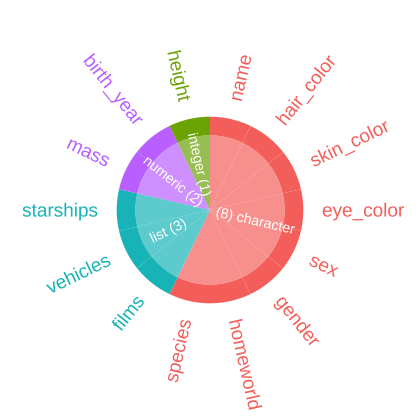 height
name
birth_year
hair_color
mass
skin_color
integer (1)
numeric (2)
starships
(8) character
eye_color
list (3)
vehicles
sex
films
gender
species
homeworld